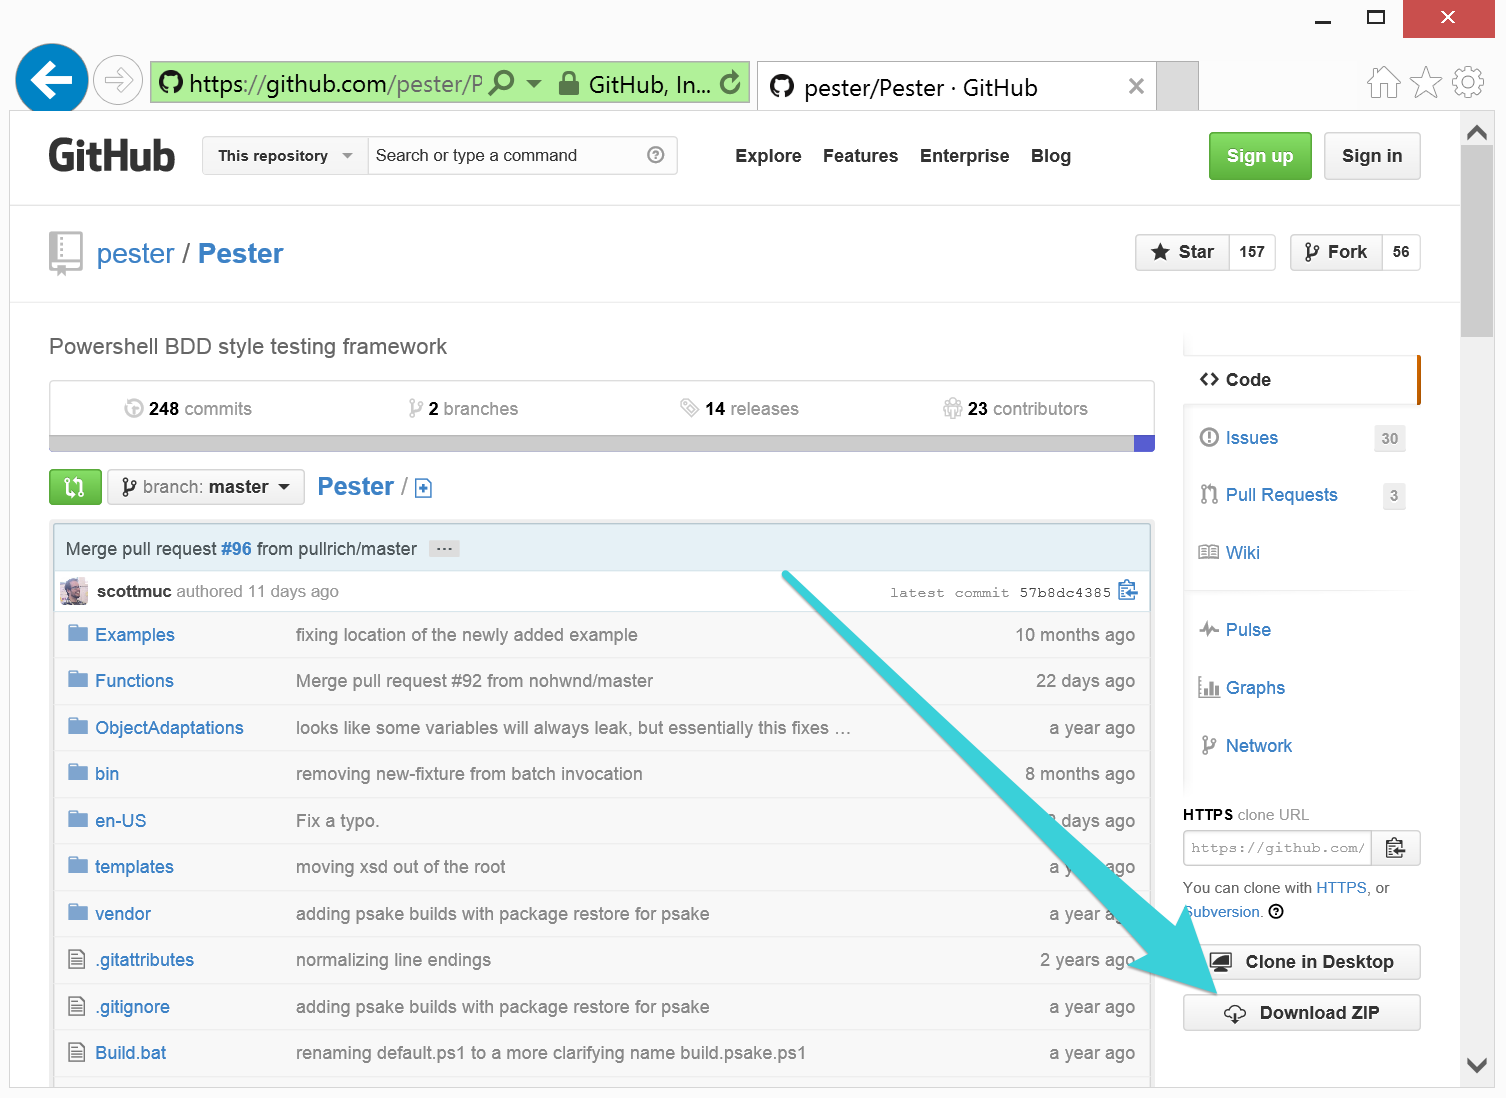 https://github.com/pester/P GitHub, In... pester/Pester · GitHub
GitHub This repository Search or type a command Explore Features Enterprise Blog Sign up Sign in
pester / Pester Star 157 Fork 56
Powershell BDD style testing framework
248 commits 2 branches 14 releases 23 contributors
branch: master Pester /
Merge pull request #96 from pullrich/master ...
scottmuc authored 11 days ago latest commit 57b8dc4385
Examples fixing location of the newly added example 10 months ago
Functions Merge pull request #92 from nohwnd/master 22 days ago
ObjectAdaptations looks like some variables will always leak, but essentially this fixes ... a year ago
bin removing new-fixture from batch invocation 8 months ago
en-US Fix a typo. days ago
templates moving xsd out of the root a ago
vendor adding psake builds with package restore for psake a year
.gitattributes normalizing line endings 2 years ago
.gitignore adding psake builds with package restore for psake a year ago
Build.bat renaming default.ps1 to a more clarifying name build.psake.ps1 a year ago
Code
Issues 30
Pull Requests 3
Wiki
Pulse
Graphs
Network
HTTPS clone URL
https://github.com/
You can clone with HTTPS, or
Subversion.
Clone in Desktop
Download ZIP